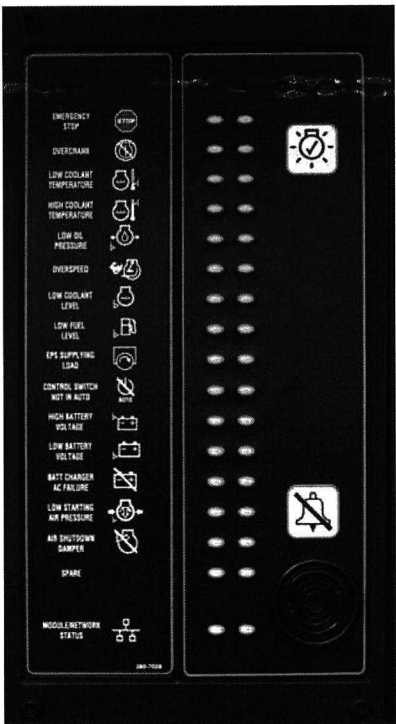 EMERGENCY
STOP
STOP
OVERCRANK
LOW COOLANT
TEMPERATURE
HIGH COOLANT
TEMPERATURE
LOW OIL
PRESSURE
OVERSPEED
LOW COOLANT
LEVEL
LOW FUEL
LEVEL
EPS SUPPLYING
LOAD
CONTROL SWITCH
NOT IN AUTO
AUTO
HIGH BATTERY
VOLTAGE
LOW BATTERY
VOLTAGE
BATT CHARGER
AC FAILURE
LOW STARTING
AIR PRESSURE
AIR SHUTDOWN
DAMPER
SPARE
MODULE/NETWORK
STATUS